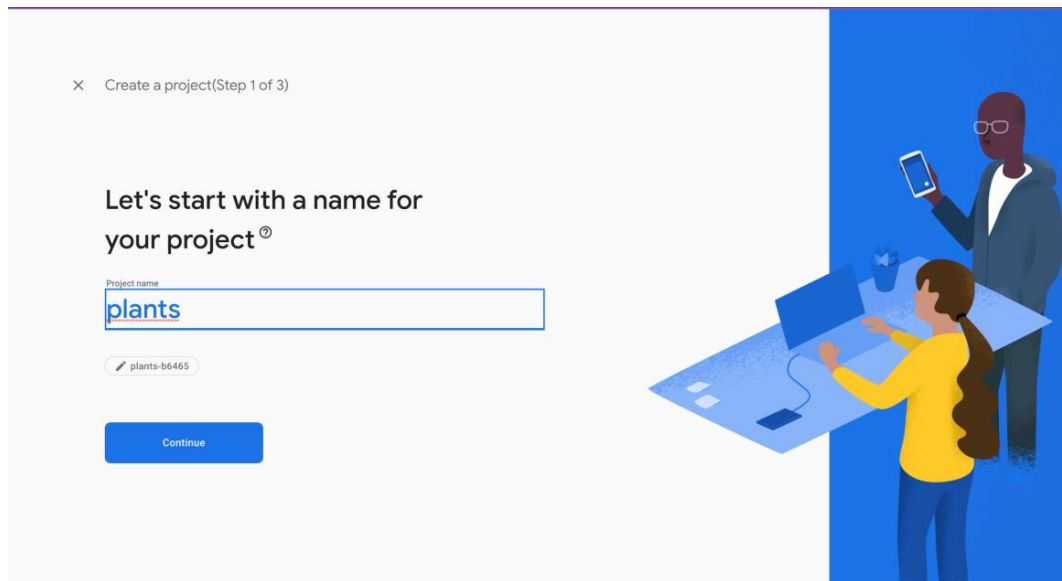 Create a project(Step 1 of 3)
Let's start with a name for
your project
Project name
plants
plants-b6465
Continue